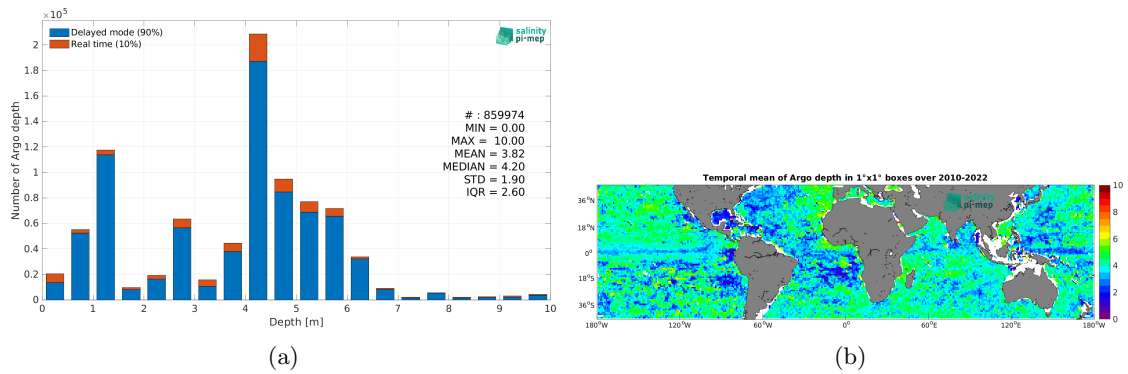 ×10⁵
Delayed mode (90%)
Real time (10%)
salinity
pi-mep
2
1.8
1.6
1.4
1.2
1
0.8
0.6
0.4
0.2
0
Number of Argo depth
# : 859974
MIN = 0.00
MAX = 10.00
MEAN = 3.82
MEDIAN = 4.20
STD = 1.90
IQR = 2.60
0 1 2 3 4 5 6 7 8 9 10
Depth [m]
(a)
Temporal mean of Argo depth in 1°x1° boxes over 2010-2022
salinity
pi-mep
36°N
18°N
0°
18°S
36°S
180°W 120°W 60°W 0° 60°E 120°E 180°W
10
8
6
4
2
0
(b)